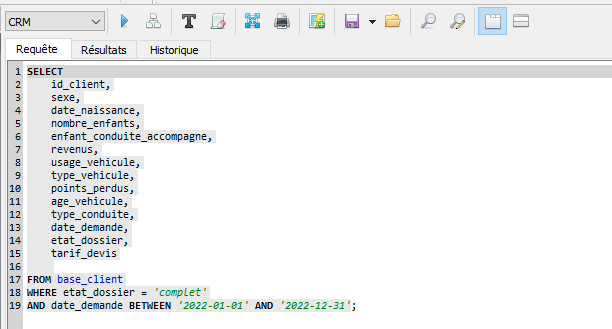 CRM
Requête Résultats Historique
1 SELECT
2 id_client,
3 sexe,
4 date_naissance,
5 nombre_enfants,
6 enfant_conduite_accompagne,
7 revenus,
8 usage_vehicule,
9 type_vehicule,
10 points_perdus,
11 age_vehicule,
12 type_conduite,
13 date_demande,
14 etat_dossier,
15 tarif_devis
16
17 FROM base_client
18 WHERE etat_dossier = 'complet'
19 AND date_demande BETWEEN '2022-01-01' AND '2022-12-31';